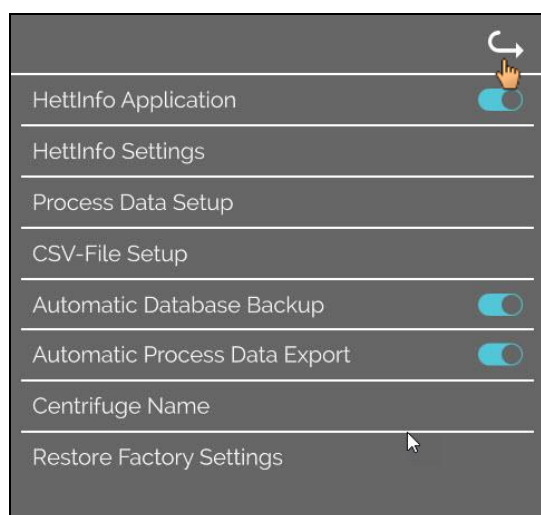 HettInfo Application
HettInfo Settings
Process Data Setup
CSV-File Setup
Automatic Database Backup
Automatic Process Data Export
Centrifuge Name
Restore Factory Settings